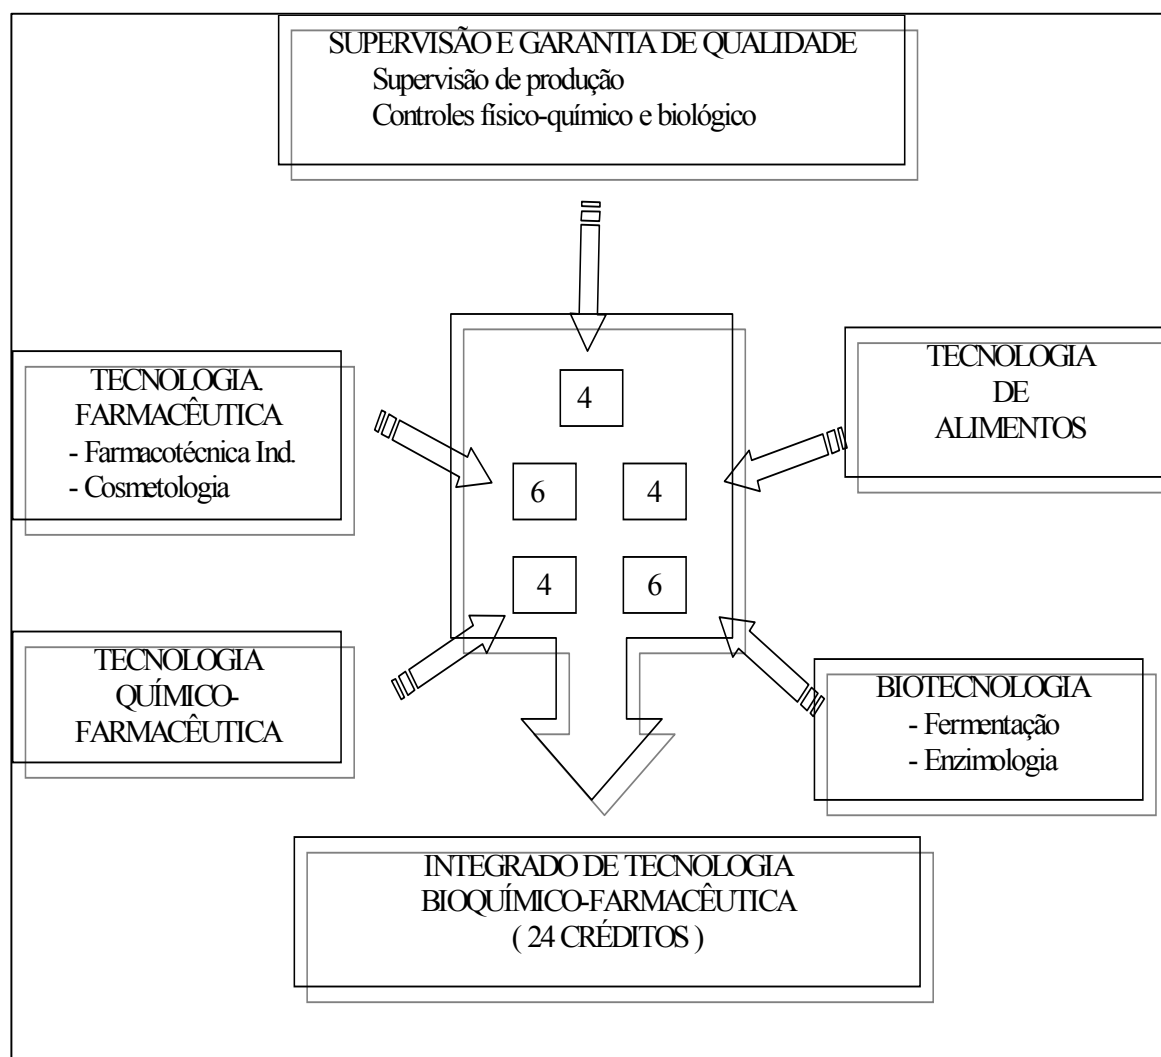 SUPERVISÃO E GARANTIA DE QUALIDADE
Supervisão de produção
Controles físico-químico e biológico
TECNOLOGIA.
FARMACÊUTICA
- Farmacotécnica Ind.
- Cosmetologia
TECNOLOGIA
DE
ALIMENTOS
4
6
4
4
6
TECNOLOGIA
QUÍMICO-
FARMACÊUTICA
BIOTECNOLOGIA
- Fermentação
- Enzimologia
INTEGRADO DE TECNOLOGIA
BIOQUÍMICO-FARMACÊUTICA
( 24 CRÉDITOS )